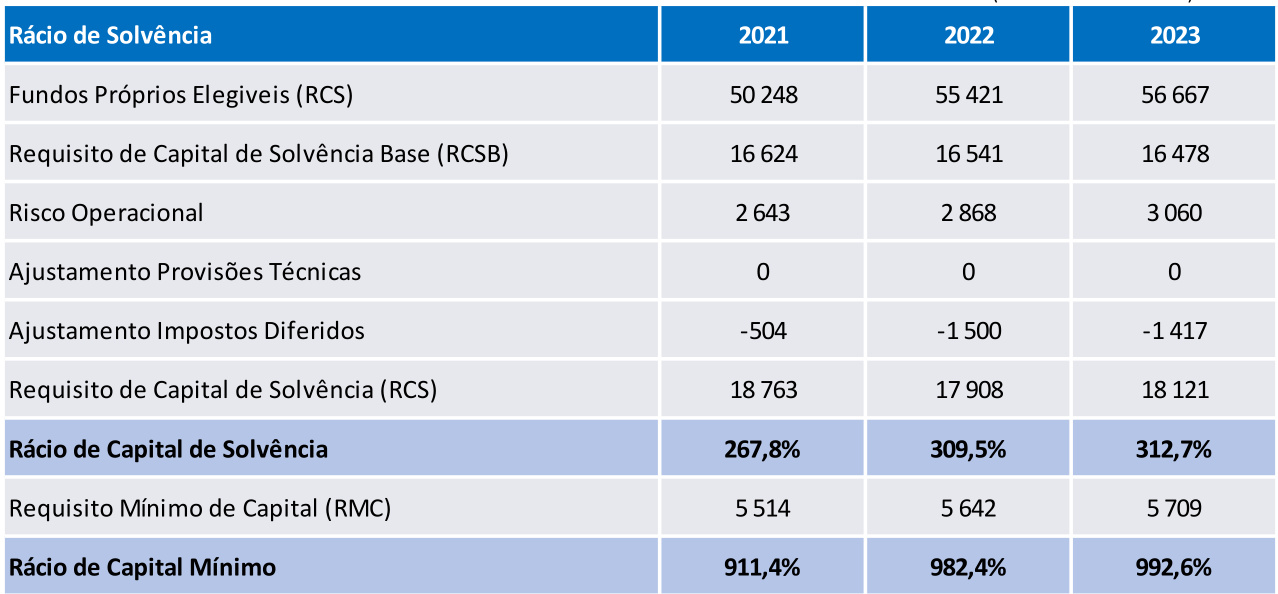 Rácio de Solvência 2021 2022 2023
Fundos Próprios Elegiveis (RCS) 50 248 55 421 56 667
Requisito de Capital de Solvência Base (RCSB) 16 624 16 541 16 478
Risco Operacional 2 643 2 868 3 060
Ajustamento Provisões Técnicas 0 0 0
Ajustamento Impostos Diferidos -504 -1 500 -1 417
Requisito de Capital de Solvência (RCS) 18 763 17 908 18 121
Rácio de Capital de Solvência 267,8% 309,5% 312,7%
Requisito Mínimo de Capital (RMC) 5 514 5 642 5 709
Rácio de Capital Mínimo 911,4% 982,4% 992,6%